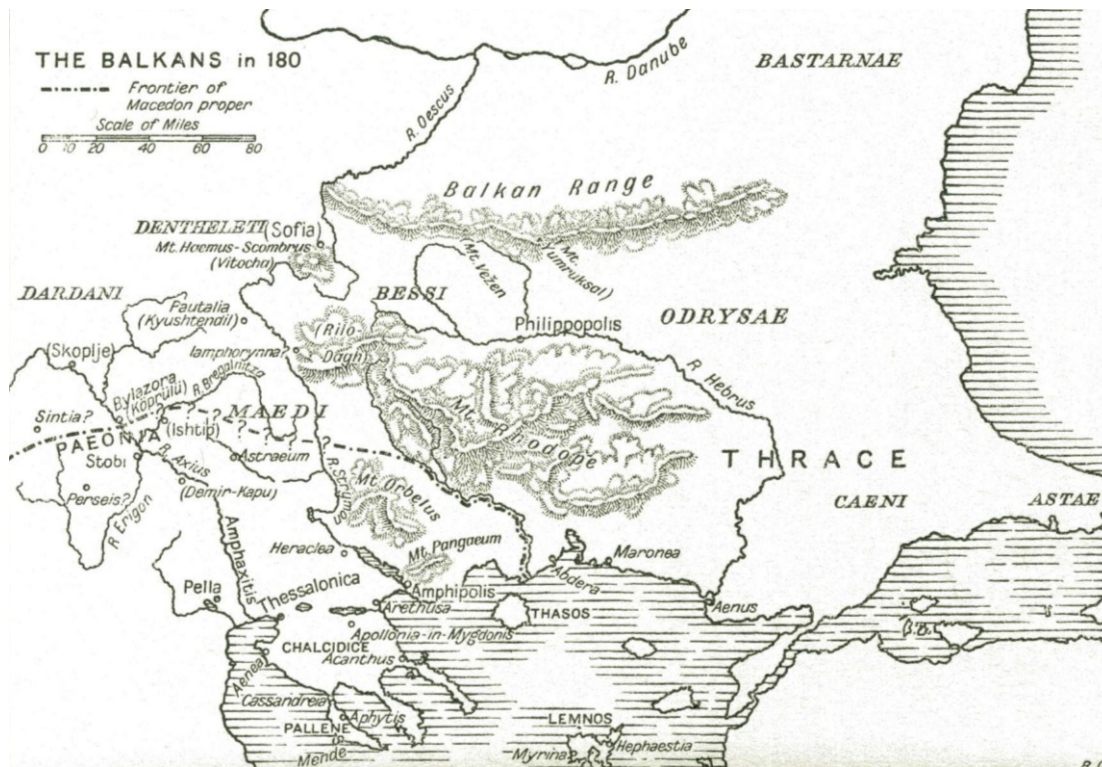 THE BALKANS in 180
Frontier of
Macedon proper
Scale of Miles
0 10 20 40 60 80
R. Danube
BASTARNAE
R. Oescus
Balkan Range
DENTHELETI
(Sofia)
Mt. Haemus-Scombrus
(Vitocha)
Mt. Vežen
Mt.
Yumruksal)
DARDANI
BESSI
Pautalia
(Kyushtendil)
Philippopolis
ODRYSAE
(Rilo
Dagh)
(Skoplje)
Iamphorynna?
R. Hebrus
Bylazora
(Köprülü)
R. Bregalnitza
Mt. Rhodope
Sintia?
? ? ? ? ? ? ?
MAEDI
(Ishtip)
PAEONIA
THRACE
Stobi
Astraeum
R. Axius
R. Strymon
Mt. Orbelus
Perseis?
(Demir-Kapu)
CAENI
ASTAE
R. Erigon
Amphaxitis
Heraclea
Mt. Pangaeum
Maronea
Abdera
Pella
Thessalonica
Amphipolis
Aenus
Arethusa
THASOS
Apollonia-in-Mygdonis
CHALCIDICE
Acanthus
Aenea
Cassandreia
Aphytis
PALLENE
LEMNOS
Mende
Myrina
Hephaestia